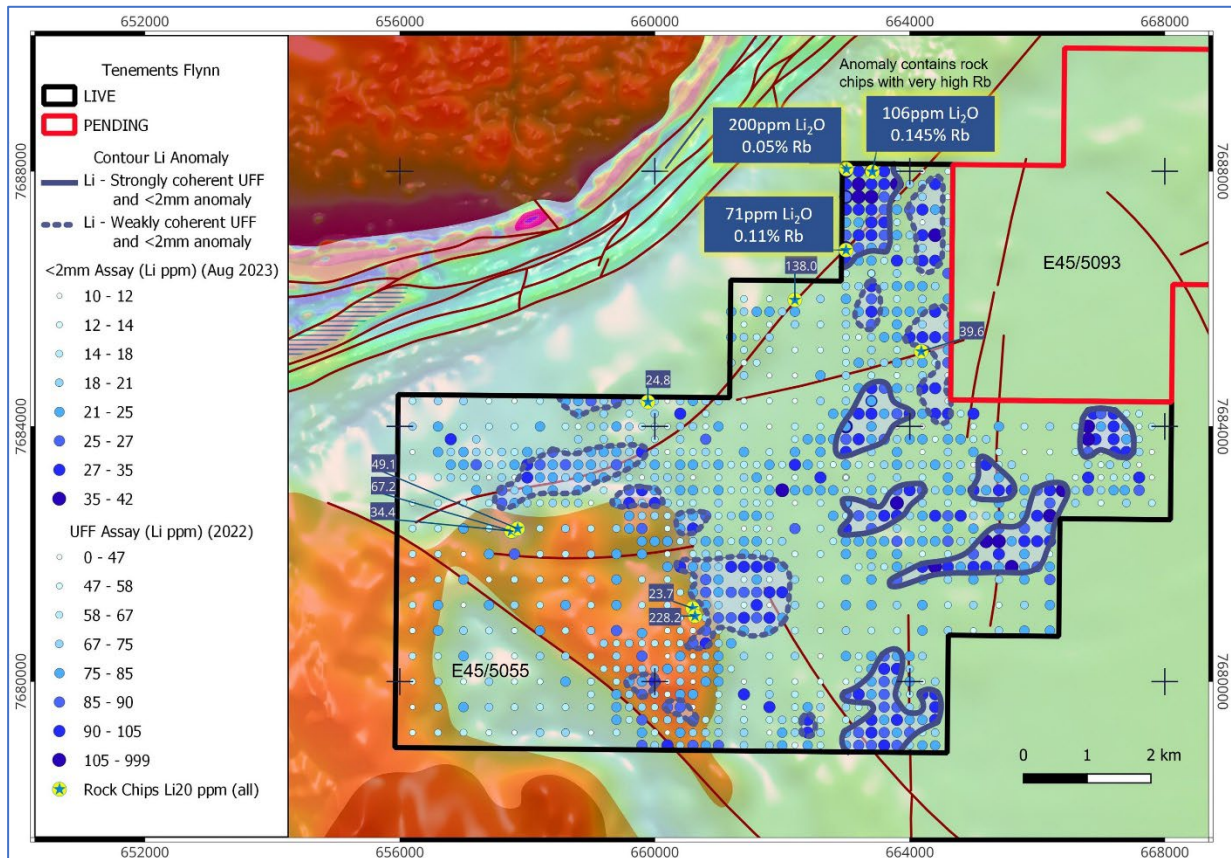 652000
656000
660000
664000
668000
Tenements Flynn
LIVE
PENDING
Contour Li Anomaly
Li - Strongly coherent UFF
and <2mm anomaly
Li - Weakly coherent UFF
and <2mm anomaly
<2mm Assay (Li ppm) (Aug 2023)
10 - 12
12 - 14
14 - 18
18 - 21
21 - 25
25 - 27
27 - 35
35 - 42
UFF Assay (Li ppm) (2022)
0 - 47
47 - 58
58 - 67
67 - 75
75 - 85
85 - 90
90 - 105
105 - 999
Rock Chips Li20 ppm (all)
Anomaly contains rock
chips with very high Rb
200ppm Li₂O
0.05% Rb
106ppm Li₂O
0.145% Rb
71ppm Li₂O
0.11% Rb
138.0
39.6
24.8
49.1
67.2
34.4
23.7
228.2
E45/5093
E45/5055
7688000
7684000
7680000
7688000
7684000
7680000
0 1 2 km
652000
656000
660000
664000
668000